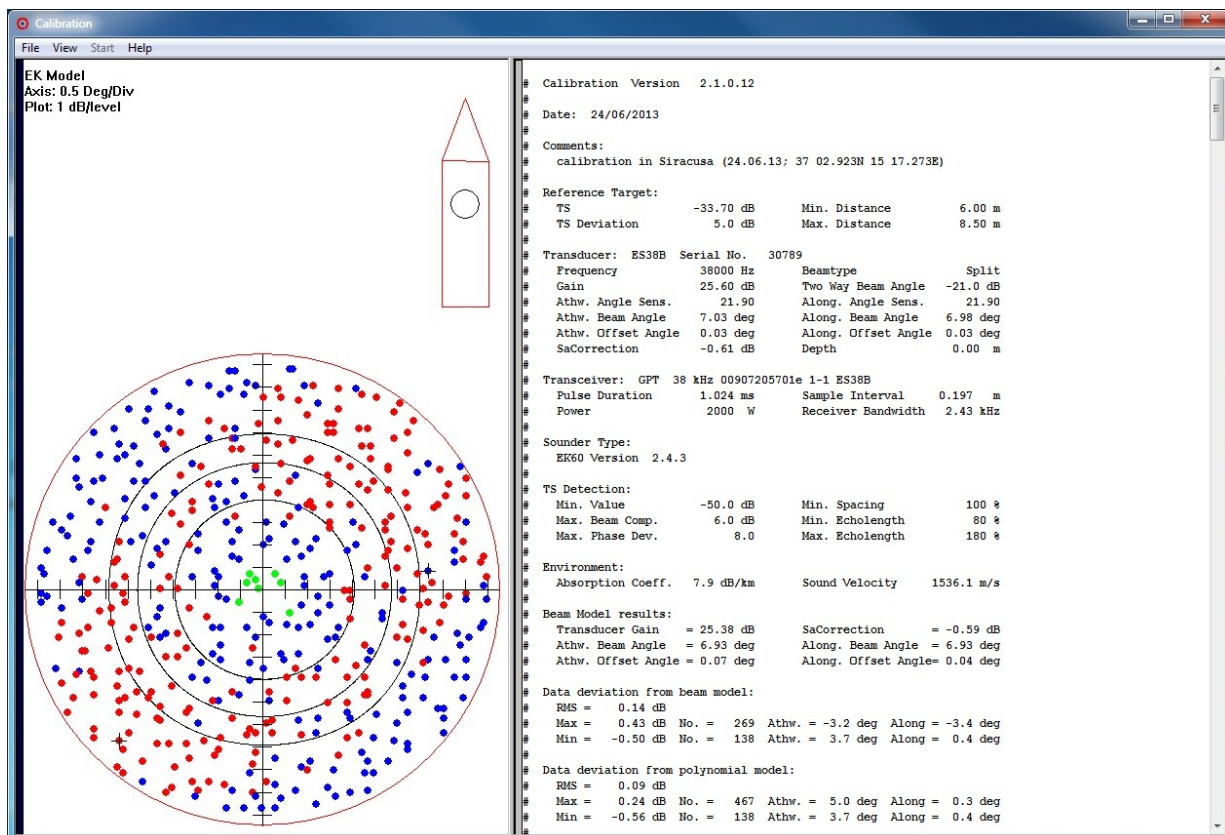 Calibration
File View Start Help
EK Model
Axis: 0.5 Deg/Div
Plot: 1 dB/level
# Calibration Version 2.1.0.12
#
# Date: 24/06/2013
#
# Comments:
# calibration in Siracusa (24.06.13; 37 02.923N 15 17.273E)
#
# Reference Target:
# TS -33.70 dB Min. Distance 6.00 m
# TS Deviation 5.0 dB Max. Distance 8.50 m
#
# Transducer: ES38B Serial No. 30789
# Frequency 38000 Hz Beamtype Split
# Gain 25.60 dB Two Way Beam Angle -21.0 dB
# Athw. Angle Sens. 21.90 Along. Angle Sens. 21.90
# Athw. Beam Angle 7.03 deg Along. Beam Angle 6.98 deg
# Athw. Offset Angle 0.03 deg Along. Offset Angle 0.03 deg
# SaCorrection -0.61 dB Depth 0.00 m
#
# Transceiver: GPT 38 kHz 00907205701e 1-1 ES38B
# Pulse Duration 1.024 ms Sample Interval 0.197 m
# Power 2000 W Receiver Bandwidth 2.43 kHz
#
# Sounder Type:
# EK60 Version 2.4.3
#
# TS Detection:
# Min. Value -50.0 dB Min. Spacing 100 %
# Max. Beam Comp. 6.0 dB Min. Echolength 80 %
# Max. Phase Dev. 8.0 Max. Echolength 180 %
#
# Environment:
# Absorption Coeff. 7.9 dB/km Sound Velocity 1536.1 m/s
#
# Beam Model results:
# Transducer Gain = 25.38 dB SaCorrection = -0.59 dB
# Athw. Beam Angle = 6.93 deg Along. Beam Angle = 6.93 deg
# Athw. Offset Angle = 0.07 deg Along. Offset Angle= 0.04 deg
#
# Data deviation from beam model:
# RMS = 0.14 dB
# Max = 0.43 dB No. = 269 Athw. = -3.2 deg Along = -3.4 deg
# Min = -0.50 dB No. = 138 Athw. = 3.7 deg Along = 0.4 deg
#
# Data deviation from polynomial model:
# RMS = 0.09 dB
# Max = 0.24 dB No. = 467 Athw. = 5.0 deg Along = 0.3 deg
# Min = -0.56 dB No. = 138 Athw. = 3.7 deg Along = 0.4 deg